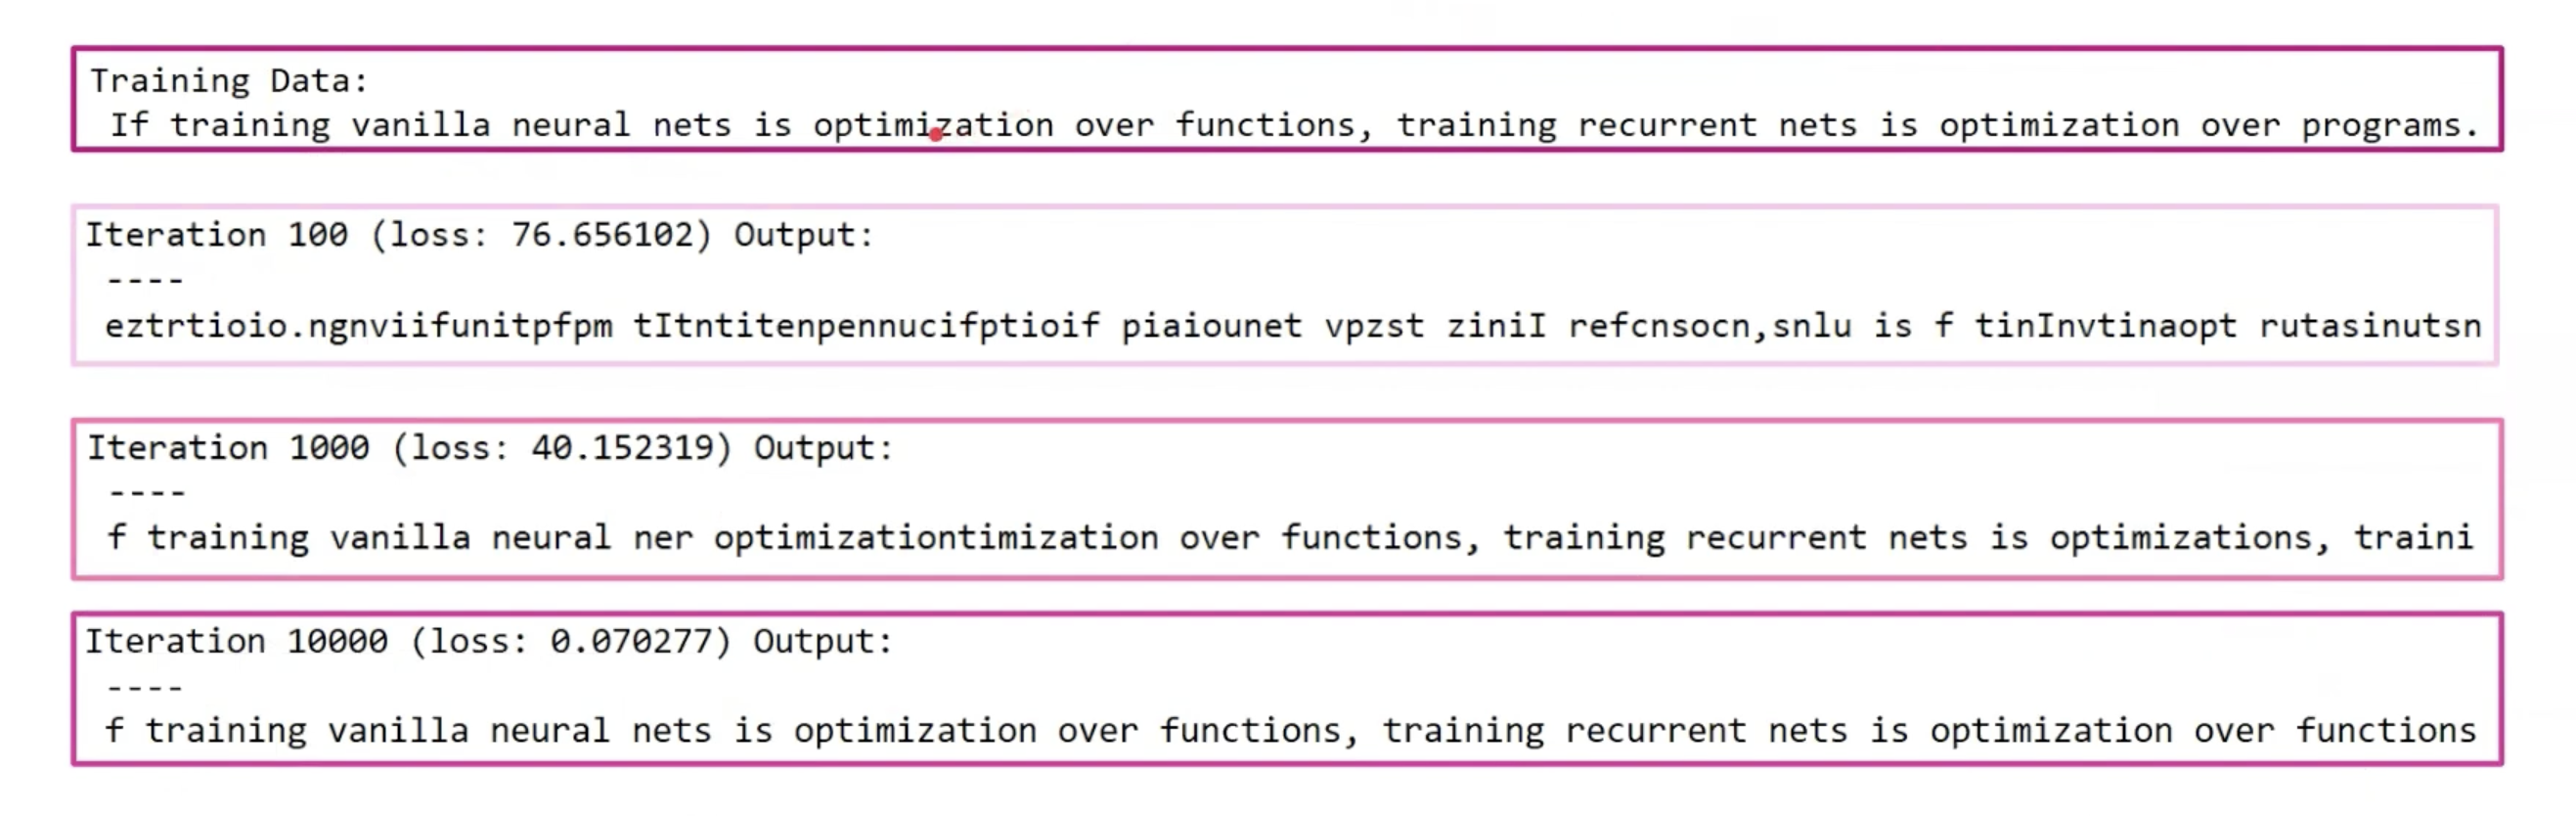 Training Data:
If training vanilla neural nets is optimization over functions, training recurrent nets is optimization over programs.
Iteration 100 (loss: 76.656102) Output:
----
eztrtioio.ngnviifunitpfpm tItntitenpennucifptioif piaiounet vpzst ziniI refcnsocn,snlu is f tinInvtinaopt rutasinutsn
Iteration 1000 (loss: 40.152319) Output:
----
f training vanilla neural ner optimizationtimization over functions, training recurrent nets is optimizations, traini
Iteration 10000 (loss: 0.070277) Output:
----
f training vanilla neural nets is optimization over functions, training recurrent nets is optimization over functions